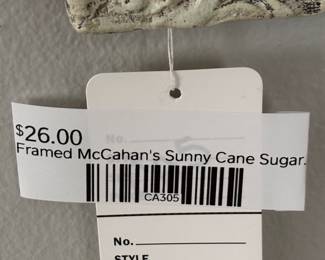 No.
$26.00
Framed McCahan's Sunny Cane Sugar.
CA305
No.
STYLE